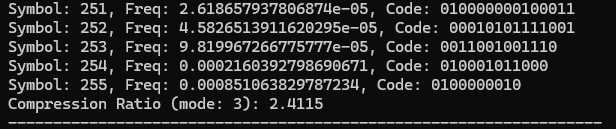 Symbol: 251, Freq: 2.618657937806874e-05, Code: 010000000100011
Symbol: 252, Freq: 4.5826513911620295e-05, Code: 00010101111001
Symbol: 253, Freq: 9.819967266775777e-05, Code: 0011001001110
Symbol: 254, Freq: 0.0002160392798690671, Code: 010001011000
Symbol: 255, Freq: 0.000851063829787234, Code: 0100000010
Compression Ratio (mode: 3): 2.4115
------------------------------------------------------------------